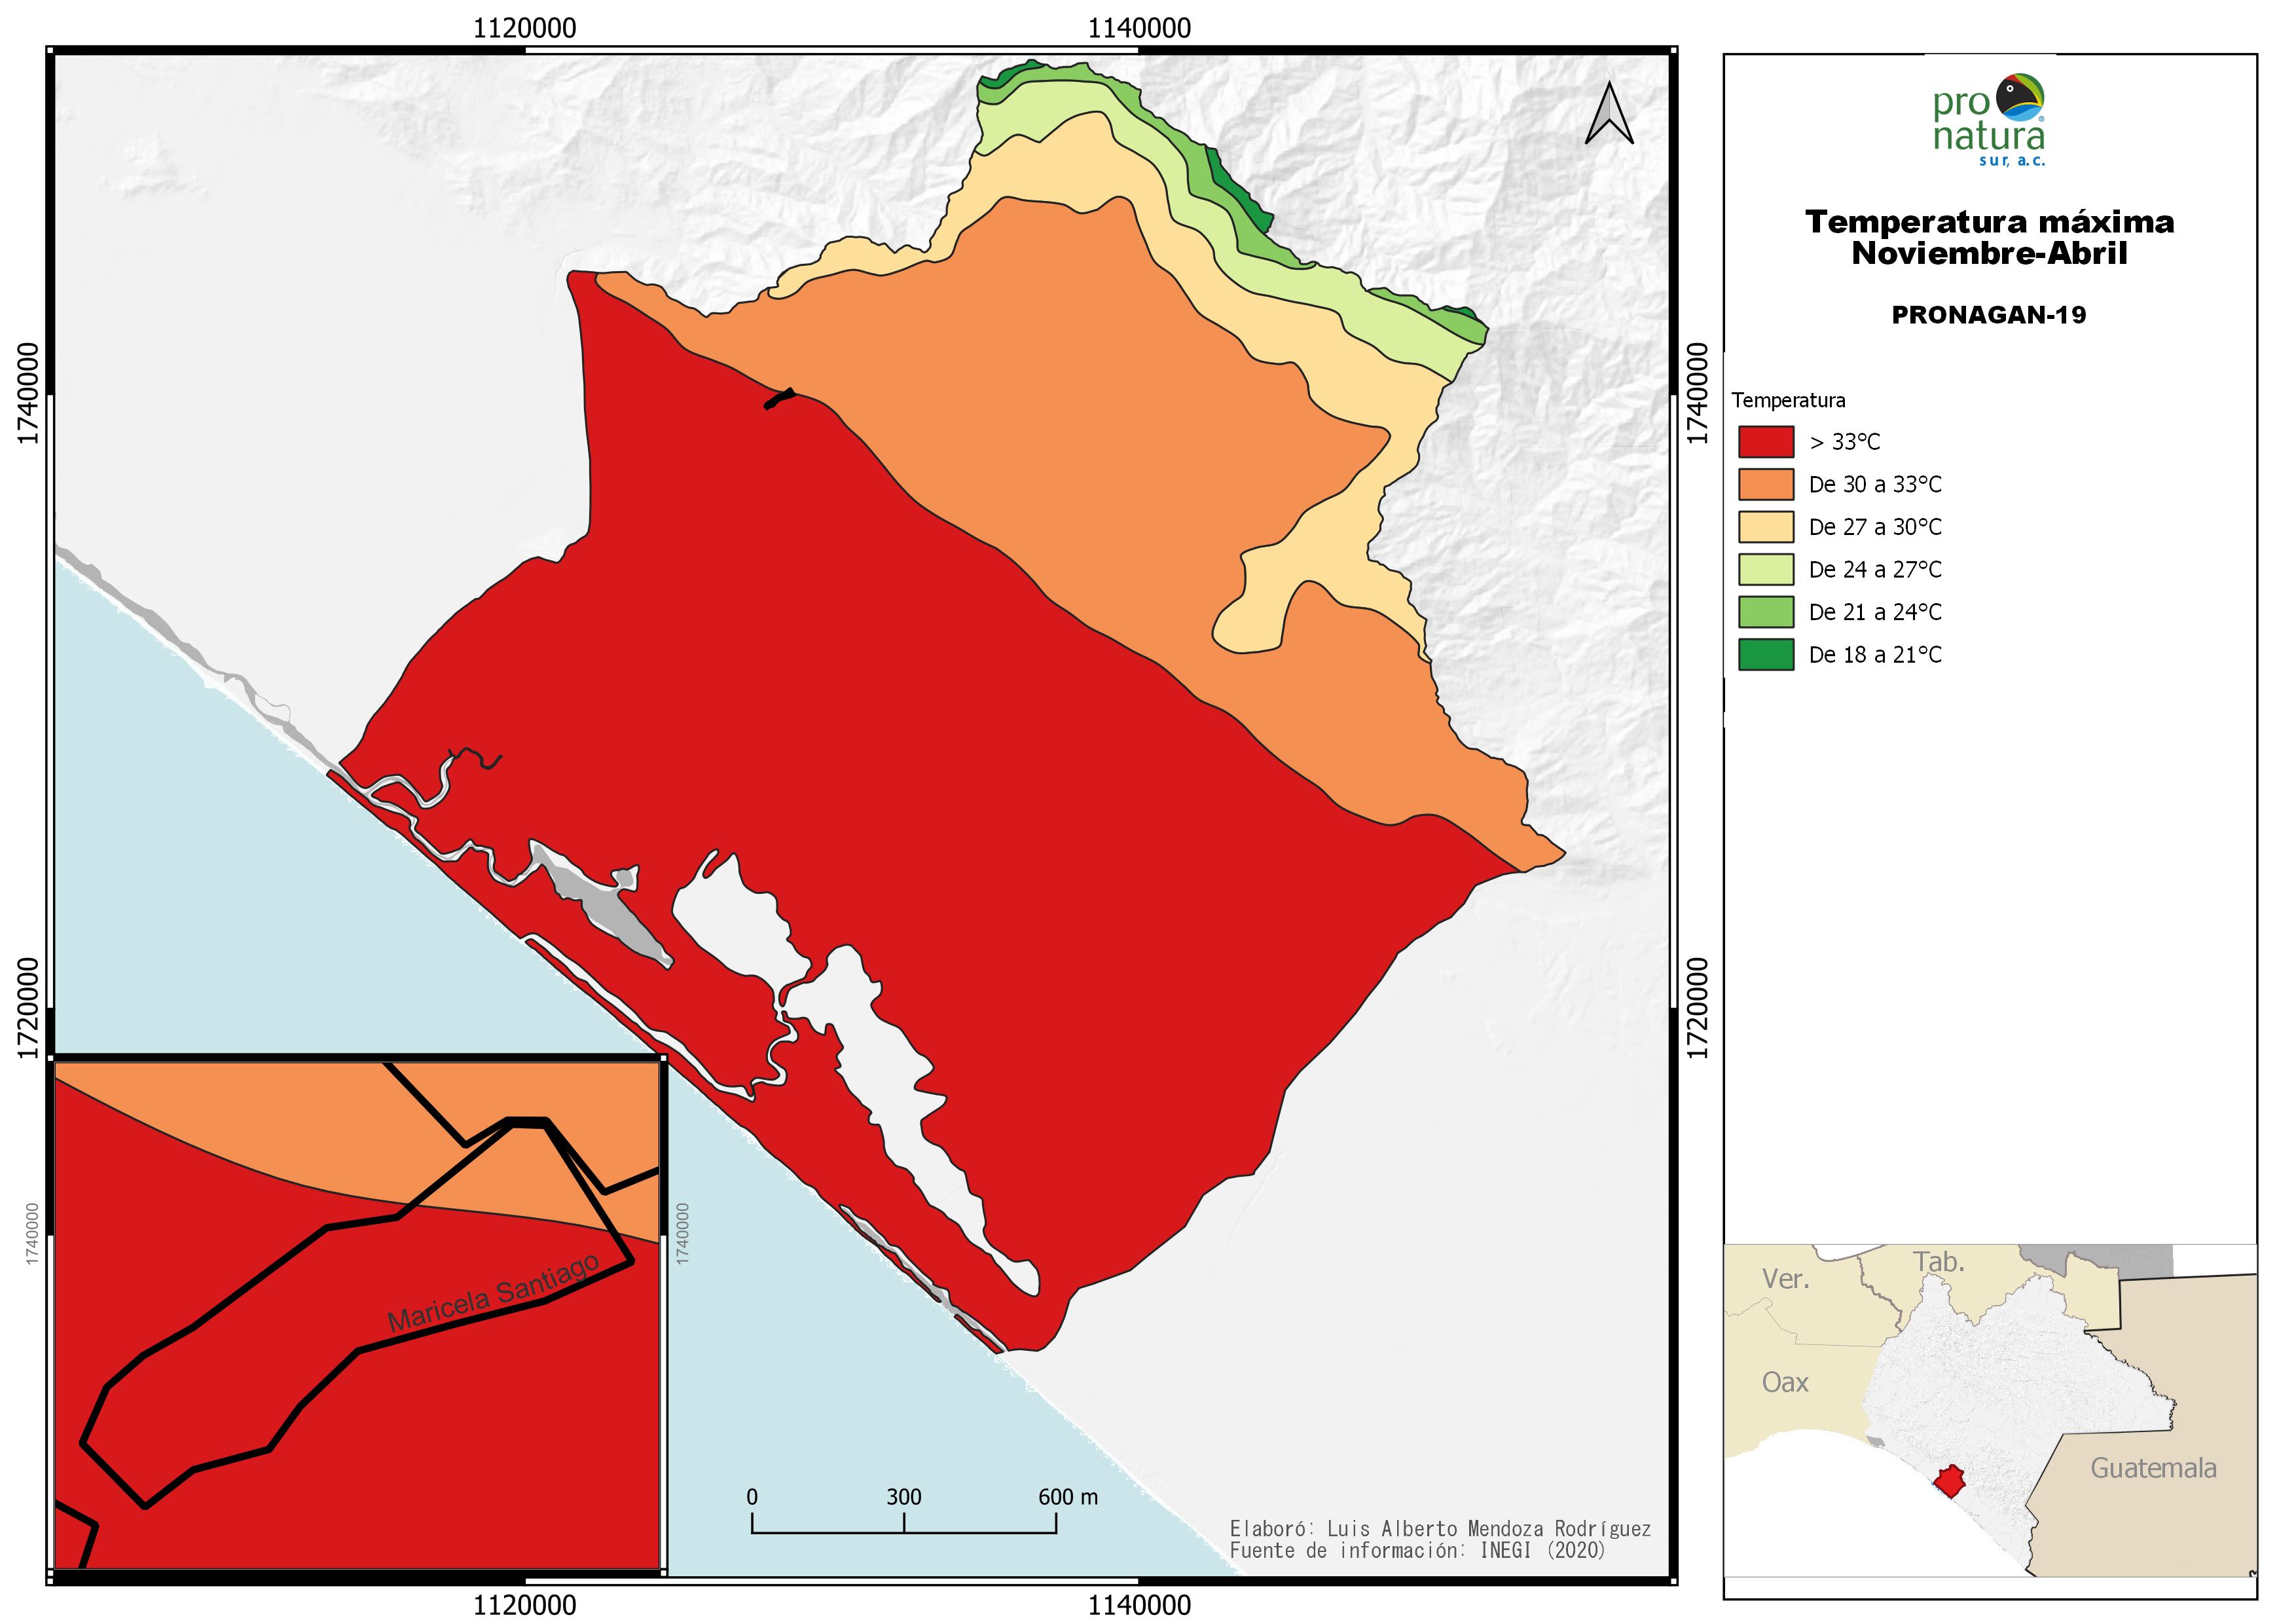 1120000
1140000
1740000
1740000
1720000
1720000
1740000
1740000
Maricela Santiago
0
300
600 m
Elaboró: Luis Alberto Mendoza Rodríguez
Fuente de información: INEGI (2020)
1120000
1140000
pro
natura
sur, a.c.
Temperatura máxima
Noviembre-Abril
PRONAGAN-19
Temperatura
> 33°C
De 30 a 33°C
De 27 a 30°C
De 24 a 27°C
De 21 a 24°C
De 18 a 21°C
Ver.
Tab.
Oax
Guatemala